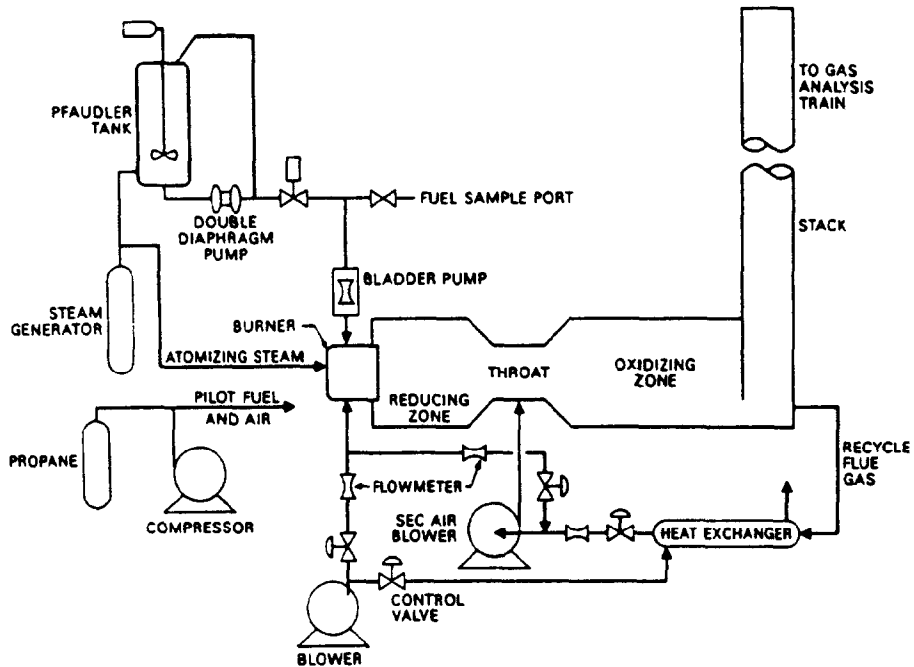 TO GAS
ANALYSIS
TRAIN
PFAUDLER
TANK
FUEL SAMPLE PORT
DOUBLE
DIAPHRAGM
PUMP
STACK
BLADDER PUMP
STEAM
GENERATOR
BURNER
ATOMIZING STEAM
THROAT
OXIDIZING
ZONE
REDUCING
ZONE
PILOT FUEL
AND AIR
PROPANE
COMPRESSOR
FLOWMETER
RECYCLE
FLUE
GAS
SEC AIR
BLOWER
HEAT EXCHANGER
CONTROL
VALVE
BLOWER